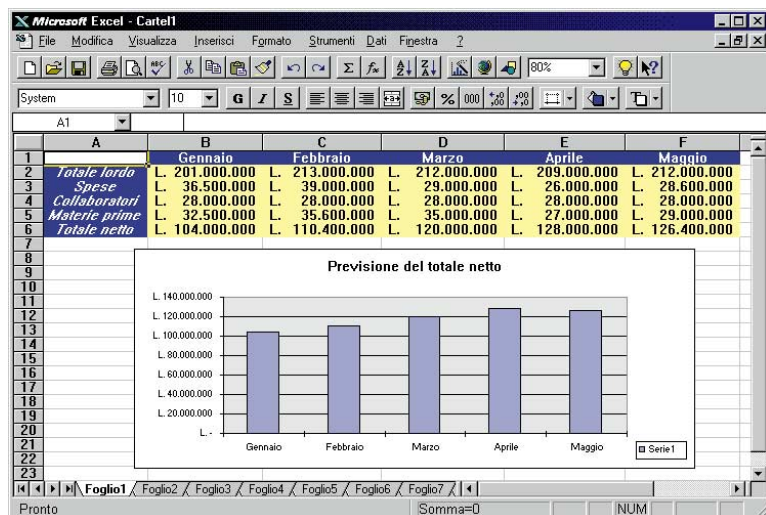 Microsoft Excel - Cartel1
File Modifica Visualizza Inserisci Formato Strumenti Dati Finestra ?
80%
System 10 G I S % 000
A1
A B C D E F
1 Gennaio Febbraio Marzo Aprile Maggio
2 Totale lordo L. 201.000.000 L. 213.000.000 L. 212.000.000 L. 209.000.000 L. 212.000.000
3 Spese L. 36.500.000 L. 39.000.000 L. 29.000.000 L. 26.000.000 L. 28.600.000
4 Collaboratori L. 28.000.000 L. 28.000.000 L. 28.000.000 L. 28.000.000 L. 28.000.000
5 Materie prime L. 32.500.000 L. 35.600.000 L. 35.000.000 L. 27.000.000 L. 29.000.000
6 Totale netto L. 104.000.000 L. 110.400.000 L. 120.000.000 L. 128.000.000 L. 126.400.000
7
8
9
10
11
12
13
14
15
16
17
18
19
20
21
22
23
Previsione del totale netto
L. 140.000.000
L. 120.000.000
L. 100.000.000
L. 80.000.000
L. 60.000.000
L. 40.000.000
L. 20.000.000
L. -
Gennaio Febbraio Marzo Aprile Maggio
Serie1
Foglio1 Foglio2 Foglio3 Foglio4 Foglio5 Foglio6 Foglio7
Pronto Somma=0 NUM